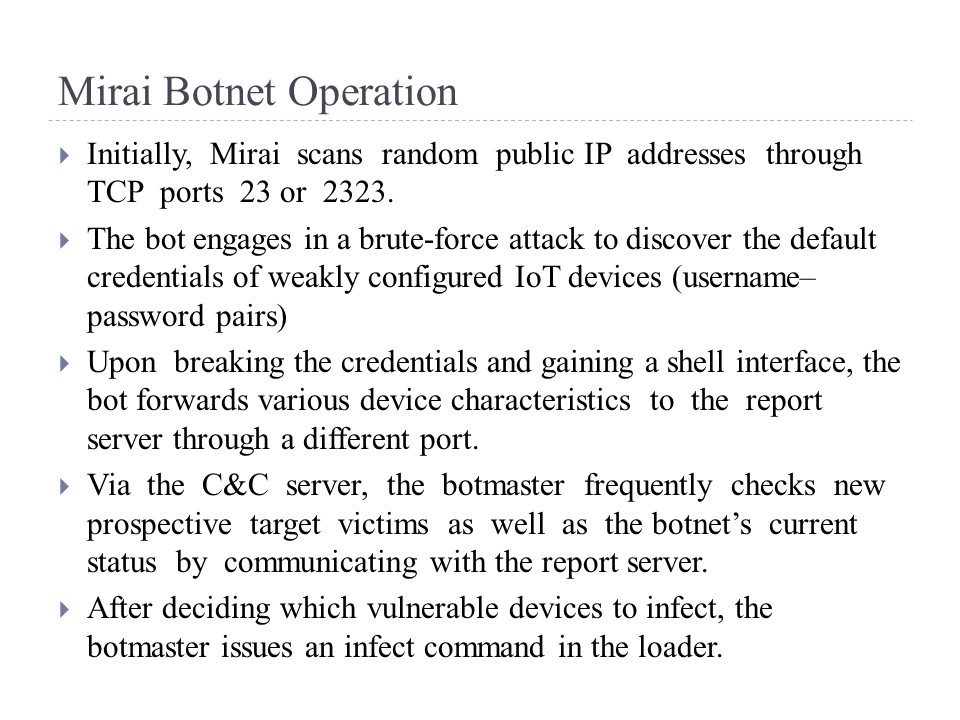 Mirai Botnet Operation
Initially, Mirai scans random public IP addresses through
TCP ports 23 or 2323.
The bot engages in a brute-force attack to discover the default
credentials of weakly configured IoT devices (username–
password pairs)
Upon breaking the credentials and gaining a shell interface, the
bot forwards various device characteristics to the report
server through a different port.
Via the C&C server, the botmaster frequently checks new
prospective target victims as well as the botnet’s current
status by communicating with the report server.
After deciding which vulnerable devices to infect, the
botmaster issues an infect command in the loader.